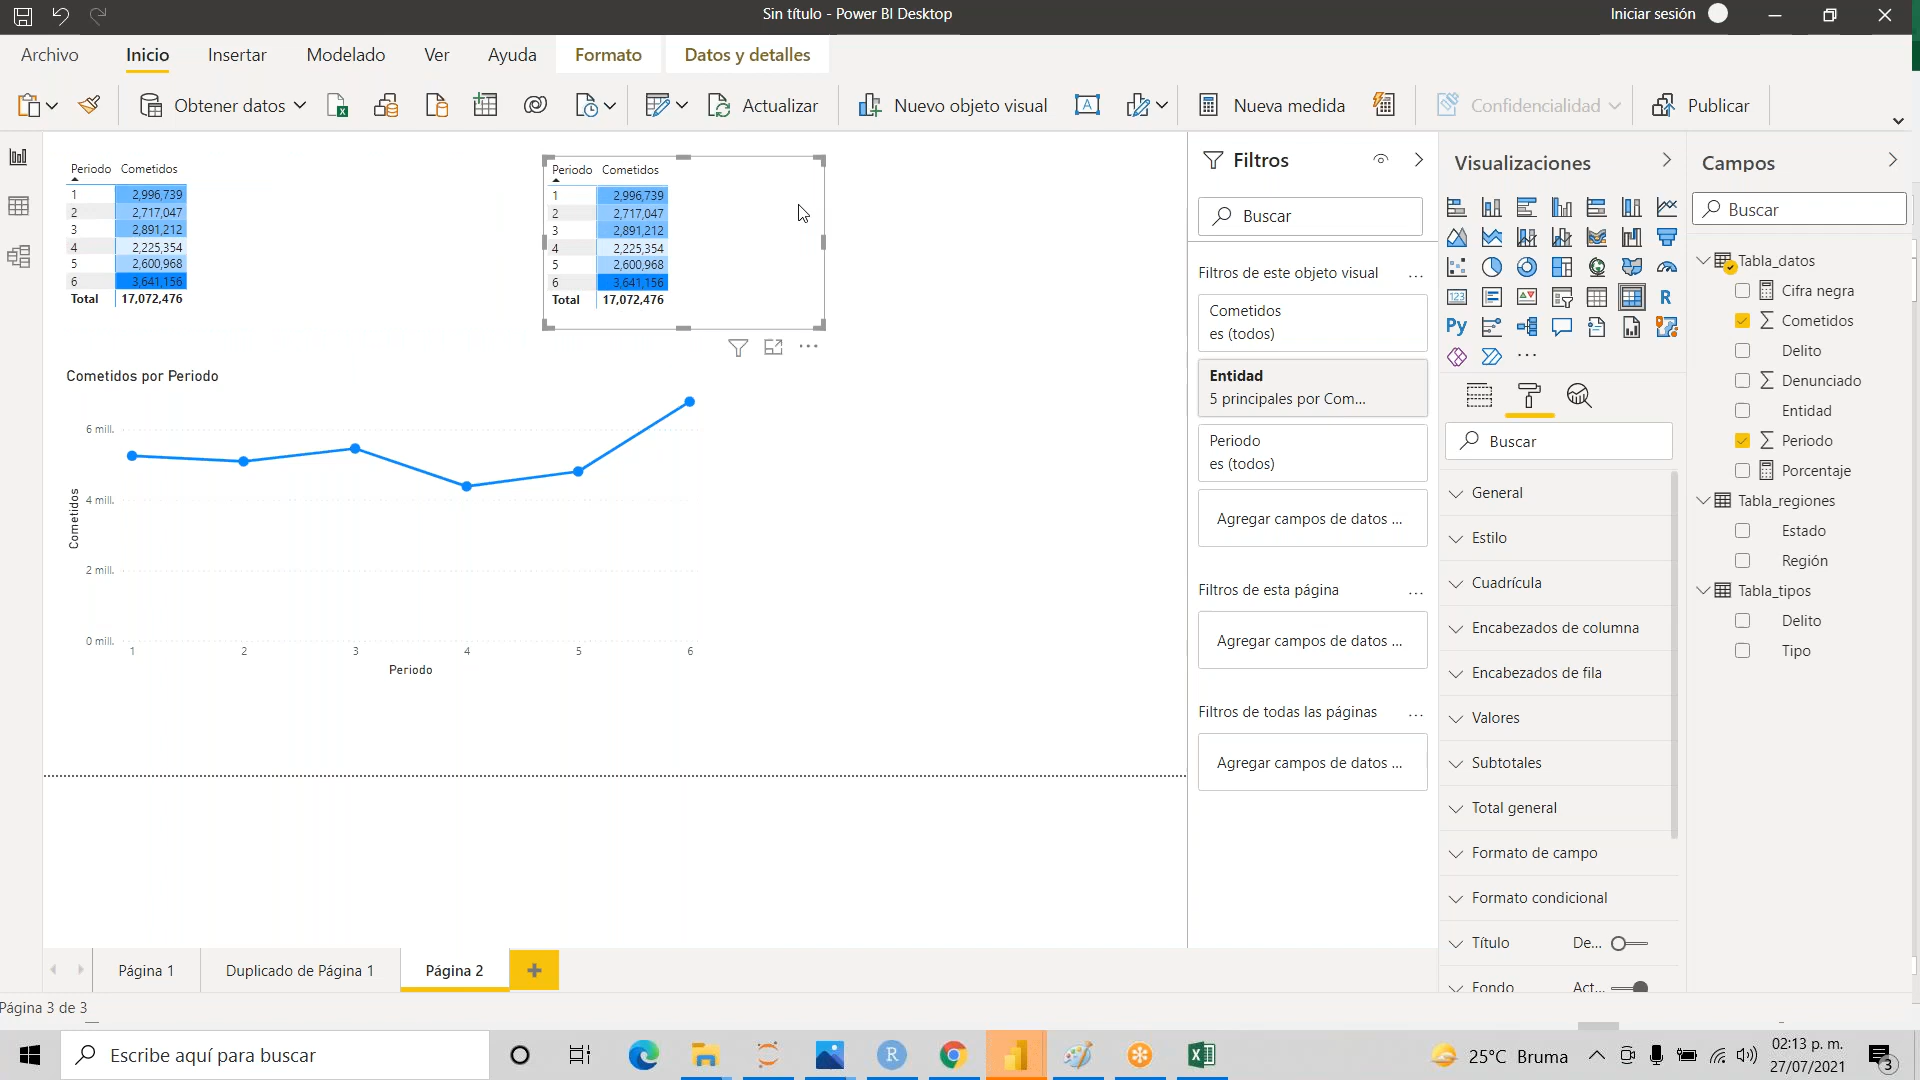 Sin título - Power BI Desktop
Iniciar sesión
Archivo Inicio Insertar Modelado Ver Ayuda Formato Datos y detalles
Obtener datos Actualizar Nuevo objeto visual Nueva medida Confidencialidad Publicar
Periodo Cometidos
1 2,996,739
2 2,717,047
3 2,891,212
4 2,225,354
5 2,600,968
6 3,641,156
Total 17,072,476
Periodo Cometidos
1 2,996,739
2 2,717,047
3 2,891,212
4 2,225,354
5 2,600,968
6 3,641,156
Total 17,072,476
Cometidos por Periodo
Cometidos
6 mill.
4 mill.
2 mill.
0 mill.
1 2 3 4 5 6
Periodo
Filtros
Buscar
Filtros de este objeto visual ...
Cometidos
es (todos)
Entidad
5 principales por Com...
Periodo
es (todos)
Agregar campos de datos ...
Filtros de esta página ...
Agregar campos de datos ...
Filtros de todas las páginas ...
Agregar campos de datos ...
Visualizaciones
123
R
Py
...
Buscar
General
Estilo
Cuadrícula
Encabezados de columna
Encabezados de fila
Valores
Subtotales
Total general
Formato de campo
Formato condicional
Título De...
Fondo Act...
Campos
Buscar
Tabla_datos
Cifra negra
Cometidos
Delito
Denunciado
Entidad
Periodo
Porcentaje
Tabla_regiones
Estado
Región
Tabla_tipos
Delito
Tipo
Página 1 Duplicado de Página 1 Página 2
Página 3 de 3
Escribe aquí para buscar
25°C Bruma
02:13 p. m.
27/07/2021
3